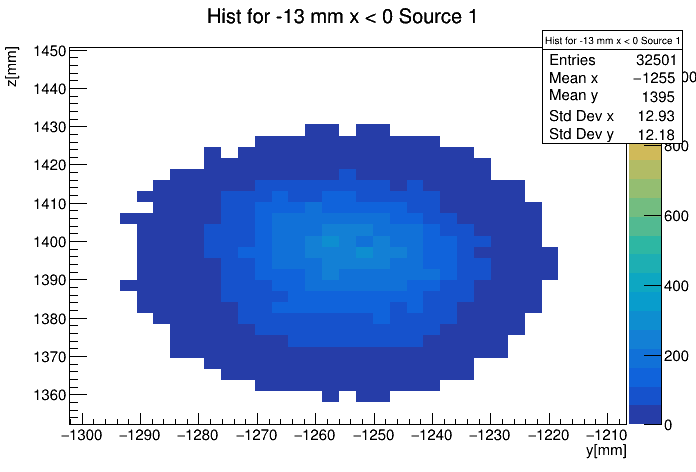 Hist for -13 mm x < 0 Source 1
Hist for -13 mm x < 0 Source 1
Entries 32501
Mean x −1255
Mean y 1395
Std Dev x 12.93
Std Dev y 12.18
z[mm]
1450
1440
1430
1420
1410
1400
1390
1380
1370
1360
800
600
400
200
0
−1300 −1290 −1280 −1270 −1260 −1250 −1240 −1230 −1220 −1210
y[mm]